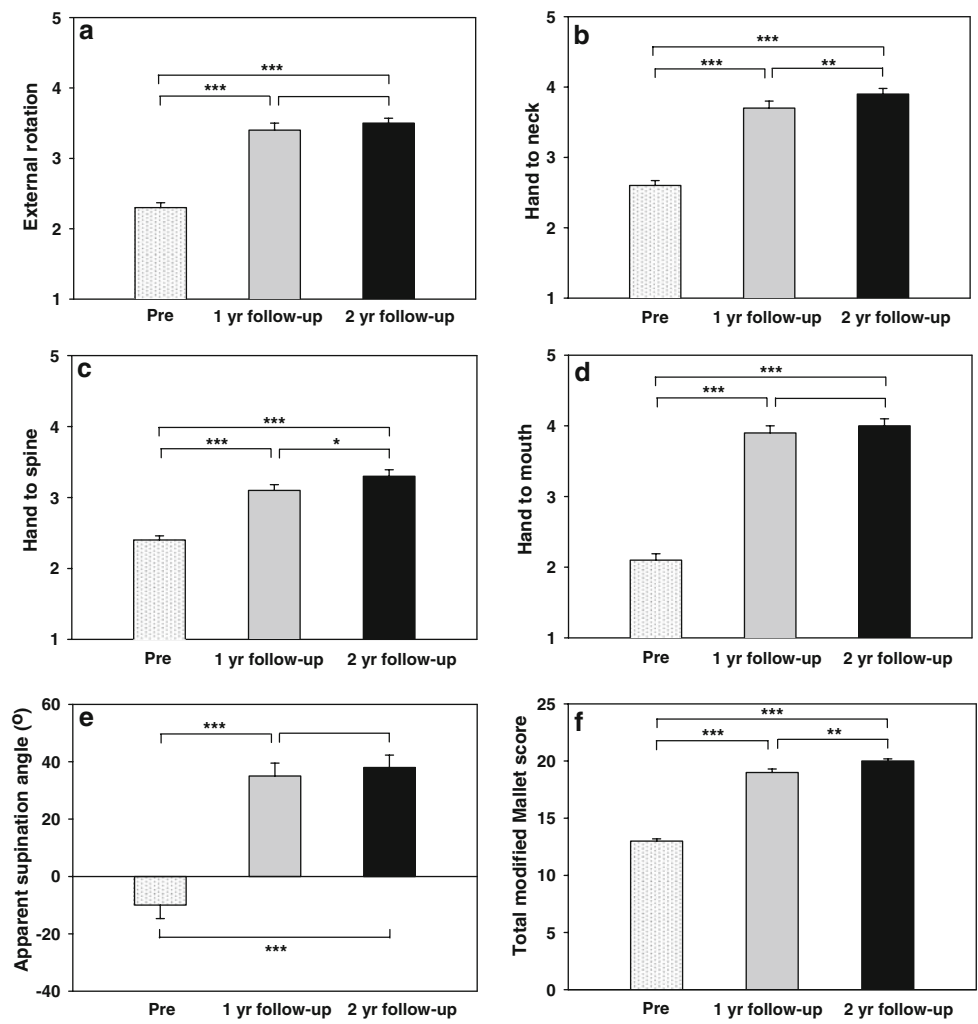 a
External rotation
5
4
3
2
1
***
***
Pre
1 yr follow-up
2 yr follow-up
b
Hand to neck
5
4
3
2
1
***
***
**
Pre
1 yr follow-up
2 yr follow-up
c
Hand to spine
5
4
3
2
1
***
***
*
Pre
1 yr follow-up
2 yr follow-up
d
Hand to mouth
5
4
3
2
1
***
***
Pre
1 yr follow-up
2 yr follow-up
e
Apparent supination angle (º)
60
40
20
0
-20
-40
***
***
Pre
1 yr follow-up
2 yr follow-up
f
Total modified Mallet score
25
20
15
10
5
0
***
***
**
Pre
1 yr follow-up
2 yr follow-up